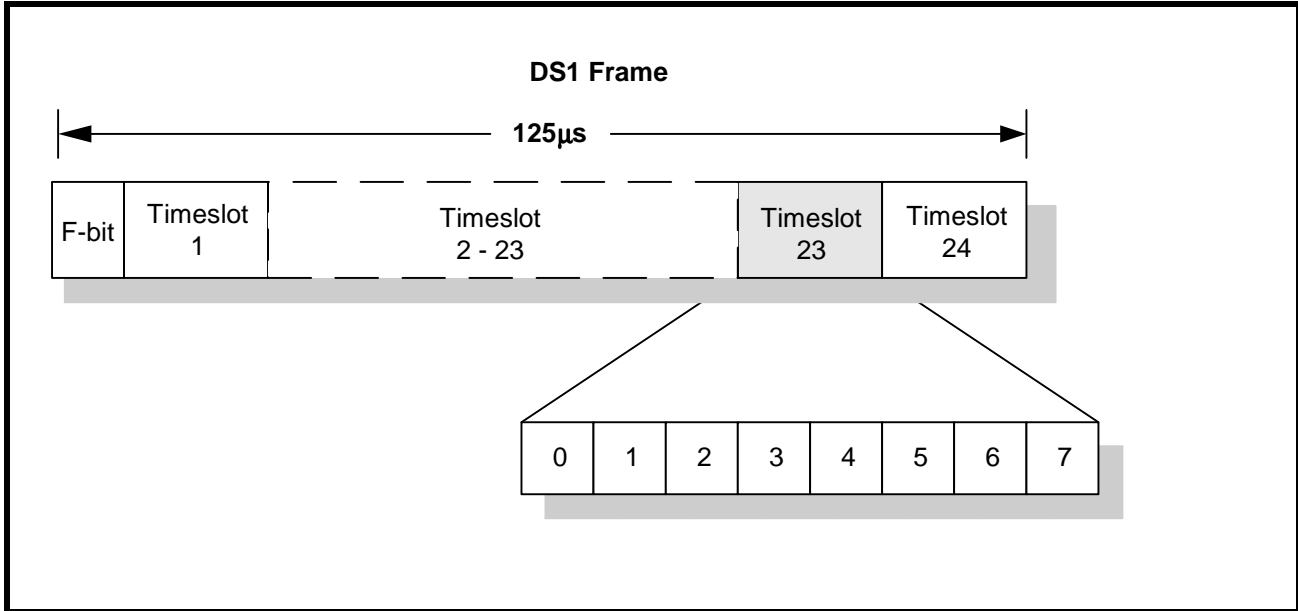 DS1 Frame
125μs
F-bit
Timeslot
1
Timeslot
2 - 23
Timeslot
23
Timeslot
24
0 1 2 3 4 5 6 7